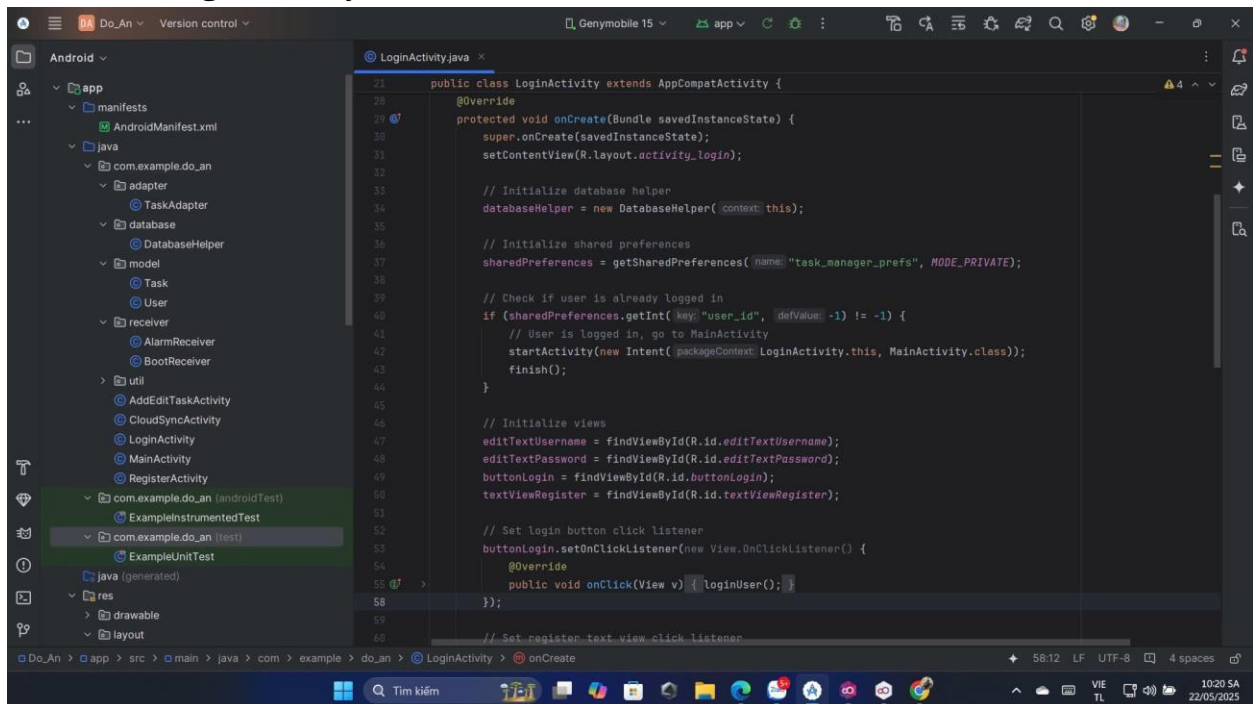 DA Do_An Version control Genymobile 15 app
Android
LoginActivity.java
app
manifests
AndroidManifest.xml
java
com.example.do_an
adapter
TaskAdapter
database
DatabaseHelper
model
Task
User
receiver
AlarmReceiver
BootReceiver
util
AddEditTaskActivity
CloudSyncActivity
LoginActivity
MainActivity
RegisterActivity
com.example.do_an (androidTest)
ExampleInstrumentedTest
com.example.do_an (test)
ExampleUnitTest
java (generated)
res
drawable
layout
21 public class LoginActivity extends AppCompatActivity {
4
28 @Override
29 protected void onCreate(Bundle savedInstanceState) {
30 super.onCreate(savedInstanceState);
31 setContentView(R.layout.activity_login);
32
33 // Initialize database helper
34 databaseHelper = new DatabaseHelper( context: this);
35
36 // Initialize shared preferences
37 sharedPreferences = getSharedPreferences( name: "task_manager_prefs", MODE_PRIVATE);
38
39 // Check if user is already logged in
40 if (sharedPreferences.getInt( key: "user_id", defValue: -1) != -1) {
41 // User is logged in, go to MainActivity
42 startActivity(new Intent( packageContext: LoginActivity.this, MainActivity.class));
43 finish();
44 }
45
46 // Initialize views
47 editTextUsername = findViewById(R.id.editTextUsername);
48 editTextPassword = findViewById(R.id.editTextPassword);
49 buttonLogin = findViewById(R.id.buttonLogin);
50 textViewRegister = findViewById(R.id.textViewRegister);
51
52 // Set login button click listener
53 buttonLogin.setOnClickListener(new View.OnClickListener() {
54 @Override
55 public void onClick(View v) { loginUser(); }
58 });
59
60 // Set register text view click listener
Do_An > app > src > main > java > com > example > do_an > LoginActivity > onCreate
58:12 LF UTF-8 4 spaces
Tìm kiếm
VIE
TL
10:20 SA
22/05/2025